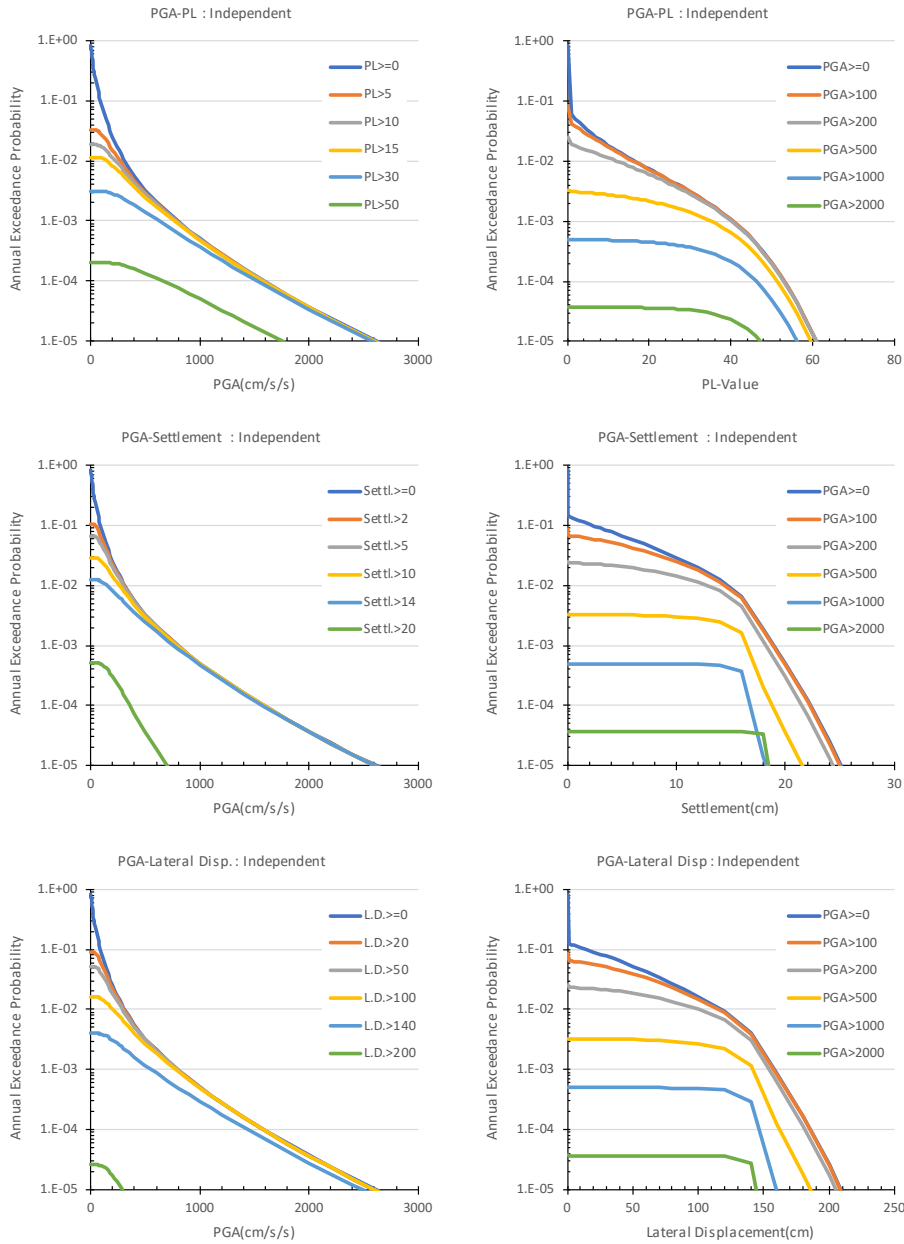 PGA-PL : Independent
Annual Exceedance Probability
1.E+00
1.E-01
1.E-02
1.E-03
1.E-04
1.E-05
PL>=0
PL>5
PL>10
PL>15
PL>30
PL>50
0 1000 2000 3000
PGA(cm/s/s)
PGA-PL : Independent
Annual Exceedance Probability
1.E+00
1.E-01
1.E-02
1.E-03
1.E-04
1.E-05
PGA>=0
PGA>100
PGA>200
PGA>500
PGA>1000
PGA>2000
0 20 40 60 80
PL-Value
PGA-Settlement : Independent
Annual Exceedance Probability
1.E+00
1.E-01
1.E-02
1.E-03
1.E-04
1.E-05
Settl.>=0
Settl.>2
Settl.>5
Settl.>10
Settl.>14
Settl.>20
0 1000 2000 3000
PGA(cm/s/s)
PGA-Settlement : Independent
Annual Exceedance Probability
1.E+00
1.E-01
1.E-02
1.E-03
1.E-04
1.E-05
PGA>=0
PGA>100
PGA>200
PGA>500
PGA>1000
PGA>2000
0 10 20 30
Settlement(cm)
PGA-Lateral Disp. : Independent
Annual Exceedance Probability
1.E+00
1.E-01
1.E-02
1.E-03
1.E-04
1.E-05
L.D.>=0
L.D.>20
L.D.>50
L.D.>100
L.D.>140
L.D.>200
0 1000 2000 3000
PGA(cm/s/s)
PGA-Lateral Disp : Independent
Annual Exceedance Probability
1.E+00
1.E-01
1.E-02
1.E-03
1.E-04
1.E-05
PGA>=0
PGA>100
PGA>200
PGA>500
PGA>1000
PGA>2000
0 50 100 150 200 250
Lateral Displacement(cm)